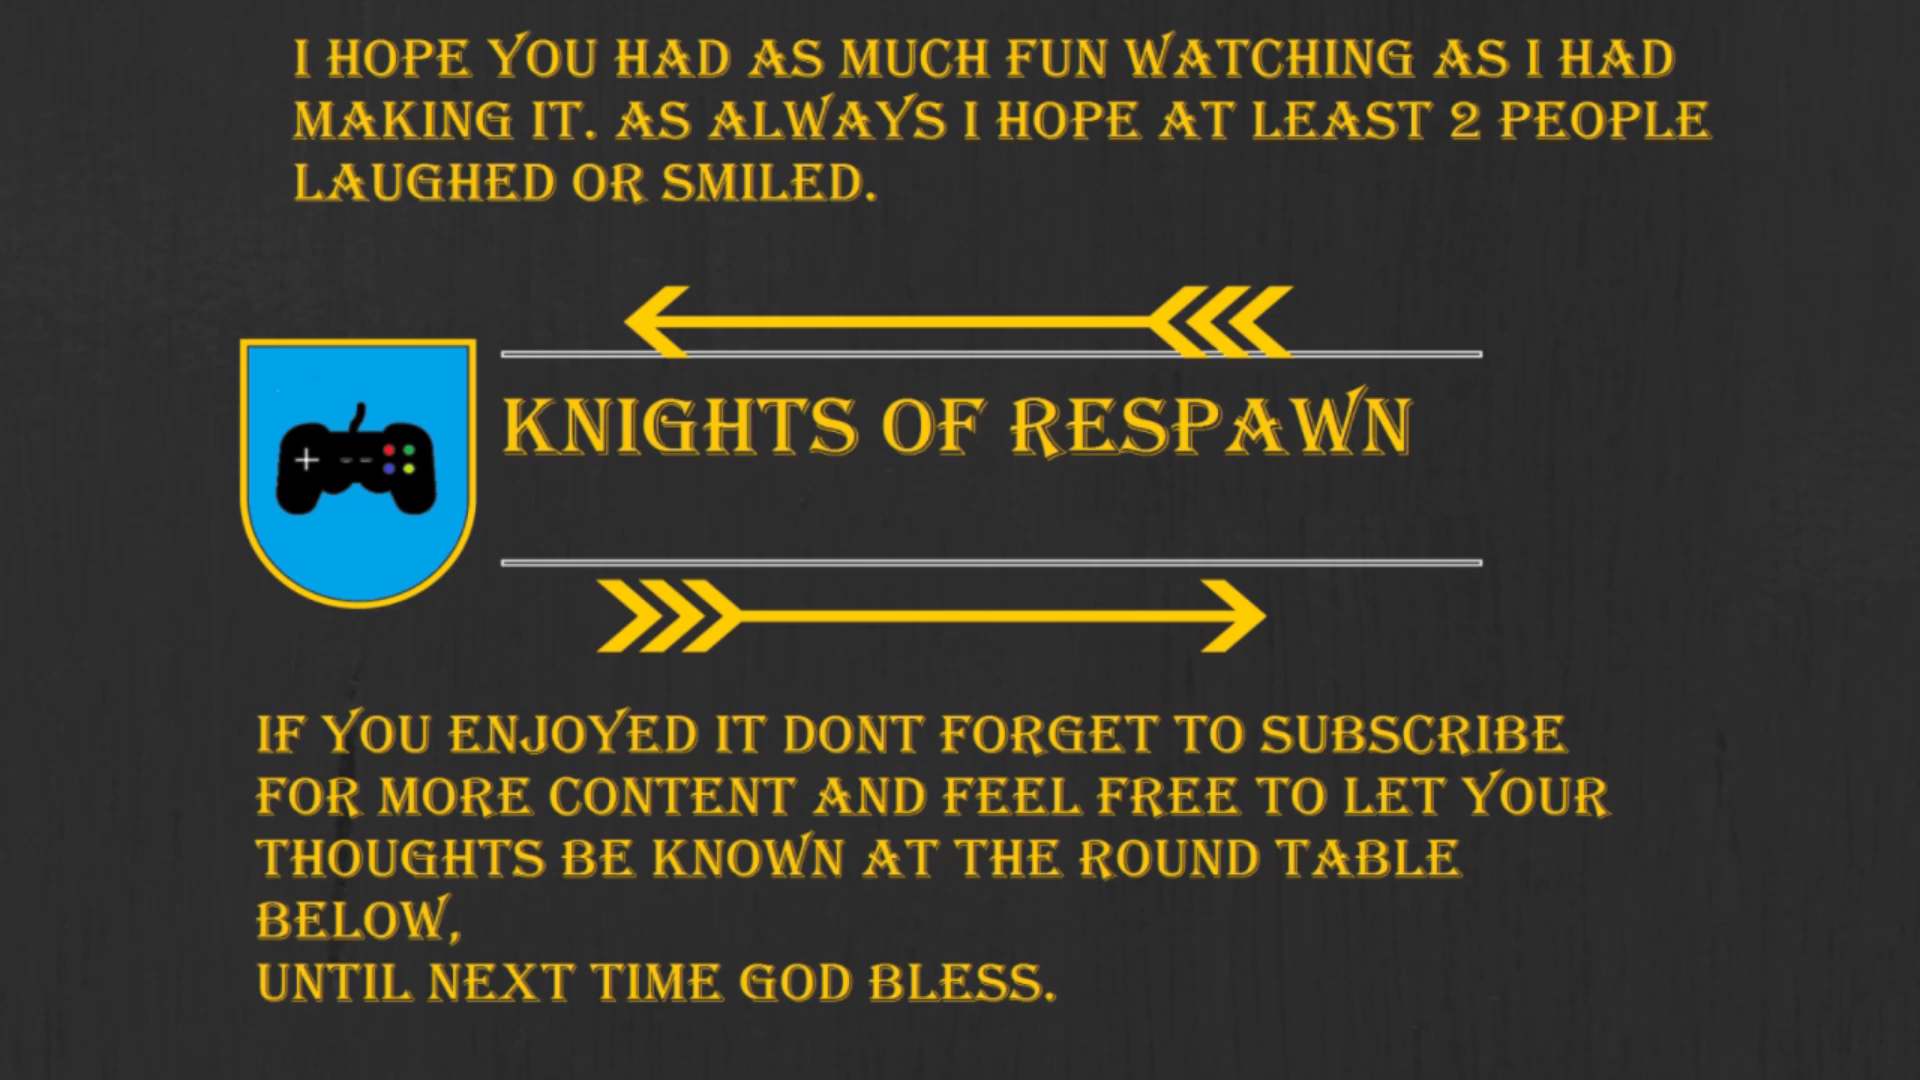 I HOPE YOU HAD AS MUCH FUN WATCHING AS I HAD
MAKING IT. AS ALWAYS I HOPE AT LEAST 2 PEOPLE
LAUGHED OR SMILED.
KNIGHTS OF RESPAWN
IF YOU ENJOYED IT DONT FORGET TO SUBSCRIBE
FOR MORE CONTENT AND FEEL FREE TO LET YOUR
THOUGHTS BE KNOWN AT THE ROUND TABLE
BELOW,
UNTIL NEXT TIME GOD BLESS.